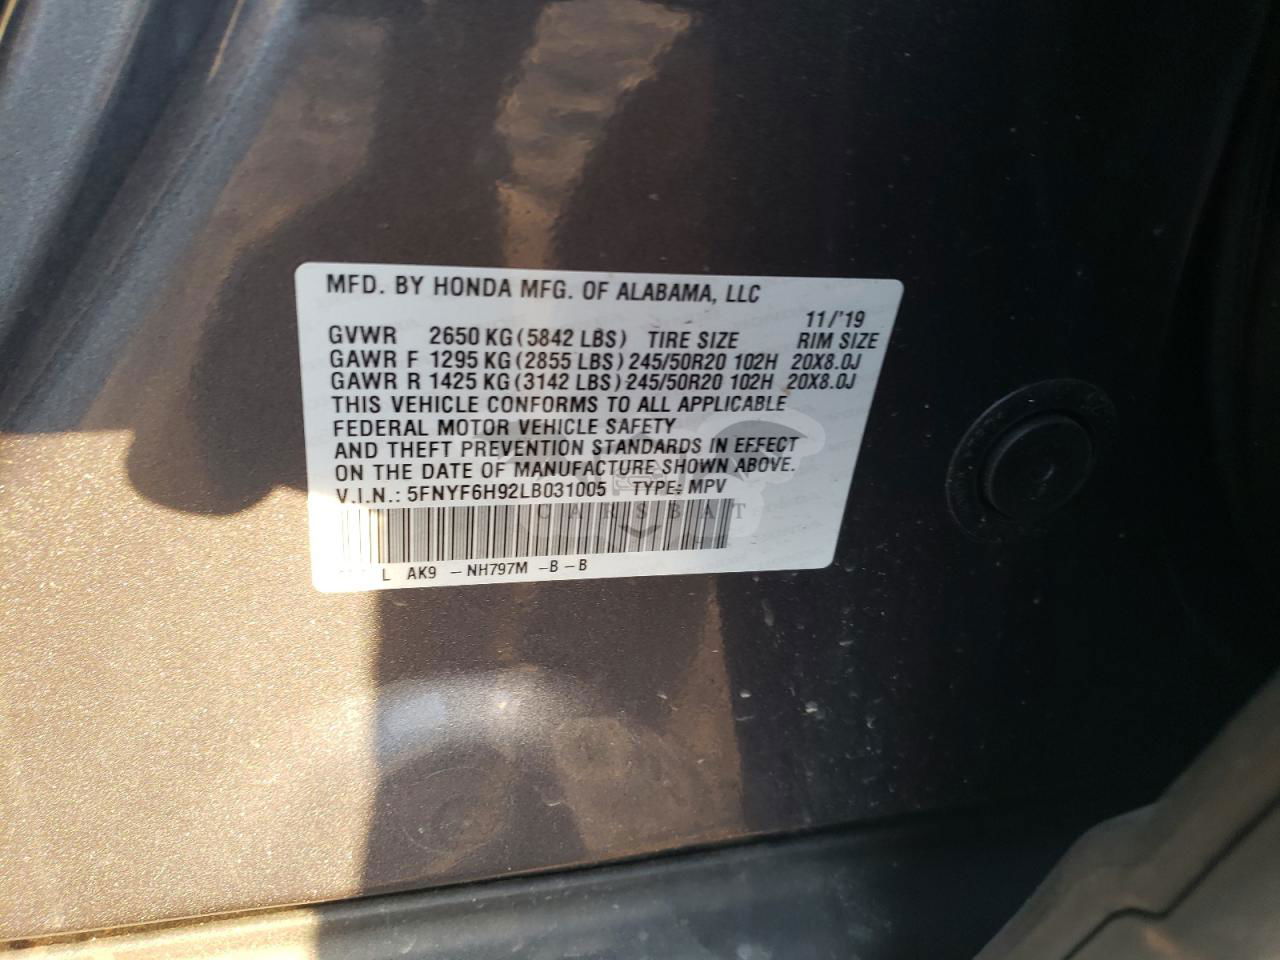 MFD. BY HONDA MFG. OF ALABAMA, LLC
11/'19
GVWR 2650 KG (5842 LBS) TIRE SIZE RIM SIZE
GAWR F 1295 KG (2855 LBS) 245/50R20 102H 20X8.0J
GAWR R 1425 KG (3142 LBS) 245/50R20 102H 20X8.0J
THIS VEHICLE CONFORMS TO ALL APPLICABLE
FEDERAL MOTOR VEHICLE SAFETY
AND THEFT PREVENTION STANDARDS IN EFFECT
ON THE DATE OF MANUFACTURE SHOWN ABOVE.
V.I.N.: 5FNYF6H92LB031005 TYPE: MPV
CARSBAT
L AK9 - NH797M - B - B